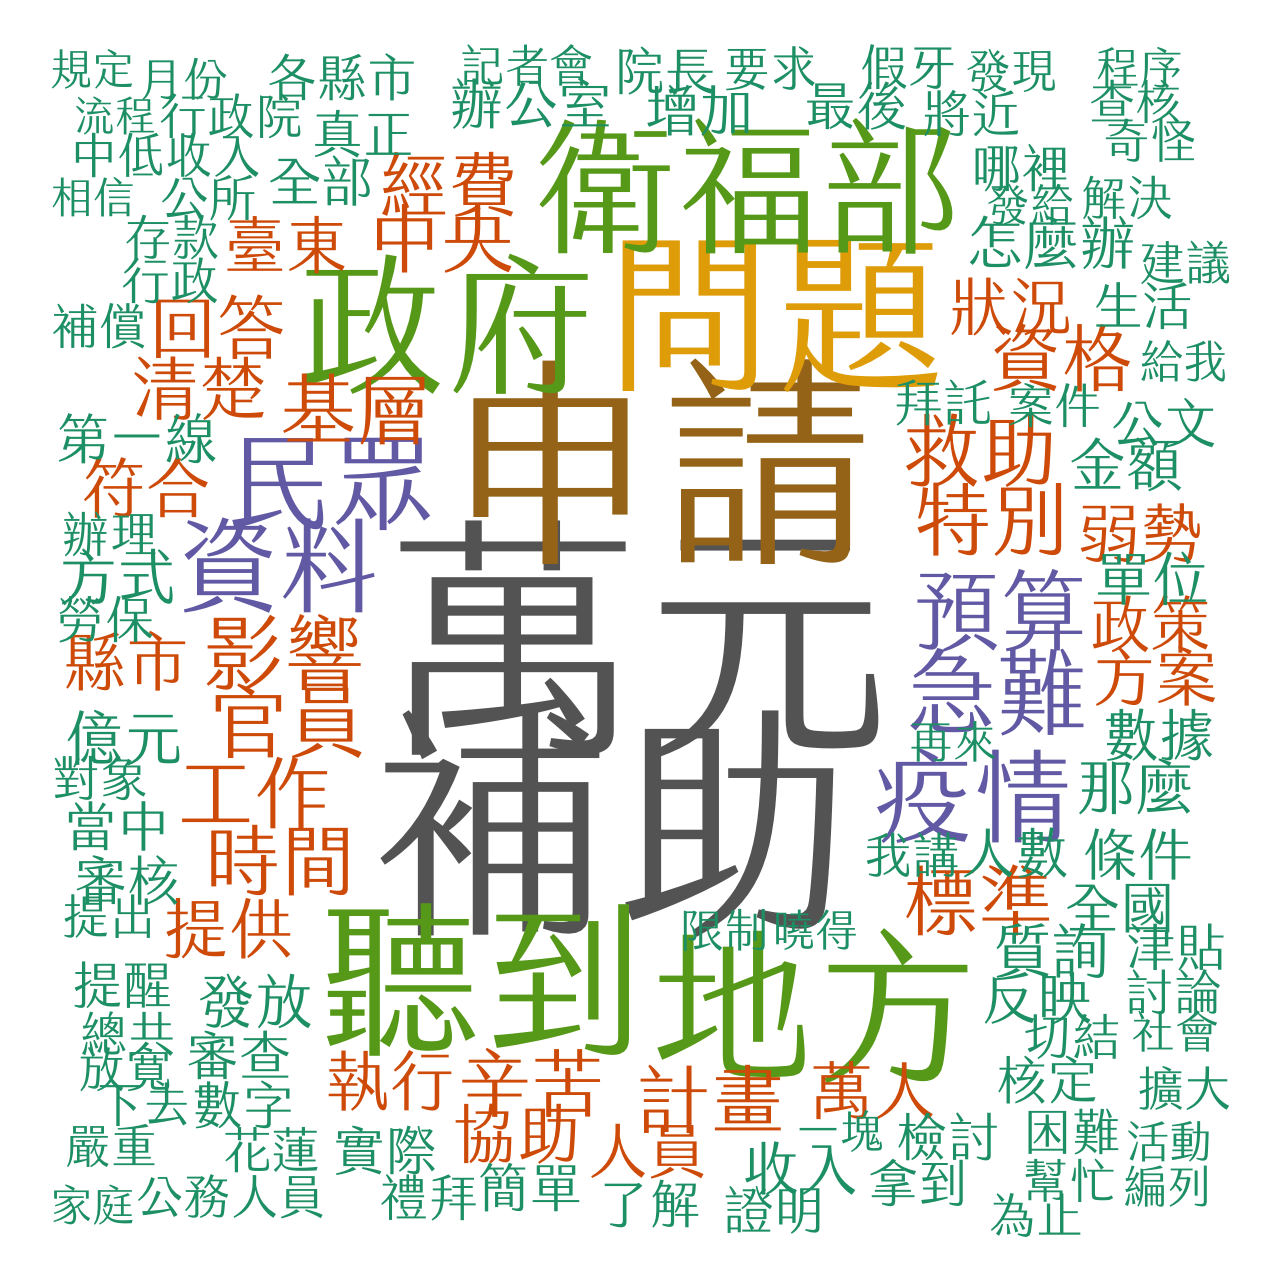 規定 月份 各縣市 記者會 院長 要求 假牙 發現 程序
流程 行政院 真正 辦公室 增加 最後 將近 查核 奇怪
中低收入 全部 經費 衛福部 哪裡
相信 公所 發給 解決
存款 臺東 中央 問題 怎麼辦 建議
行政 政府 狀況 生活
補償 回答 資格 給我
清楚 基層 申請 拜託 案件 公文
第一線 民眾 救助 金額
符合 特別 弱勢
辦理 資料 萬元 單位
方式 預算 政策
勞保 影響 急難 方案
縣市 官員 再來 數據
億元 補助 疫情 那麼
對象 工作
當中 時間 我講 人數 條件
審核 標準 全國
提出 提供 聽到 地方 限制 曉得 質詢 津貼
提醒 發放 反映 討論
總共 審查 切結 社會
放寬 執行 辛苦 計畫 萬人 核定 擴大
下去 數字 協助 一塊 檢討 困難 活動
嚴重 花蓮 實際 人員 收入 拿到 幫忙 編列
家庭 公務人員 禮拜 簡單 了解 證明 為止